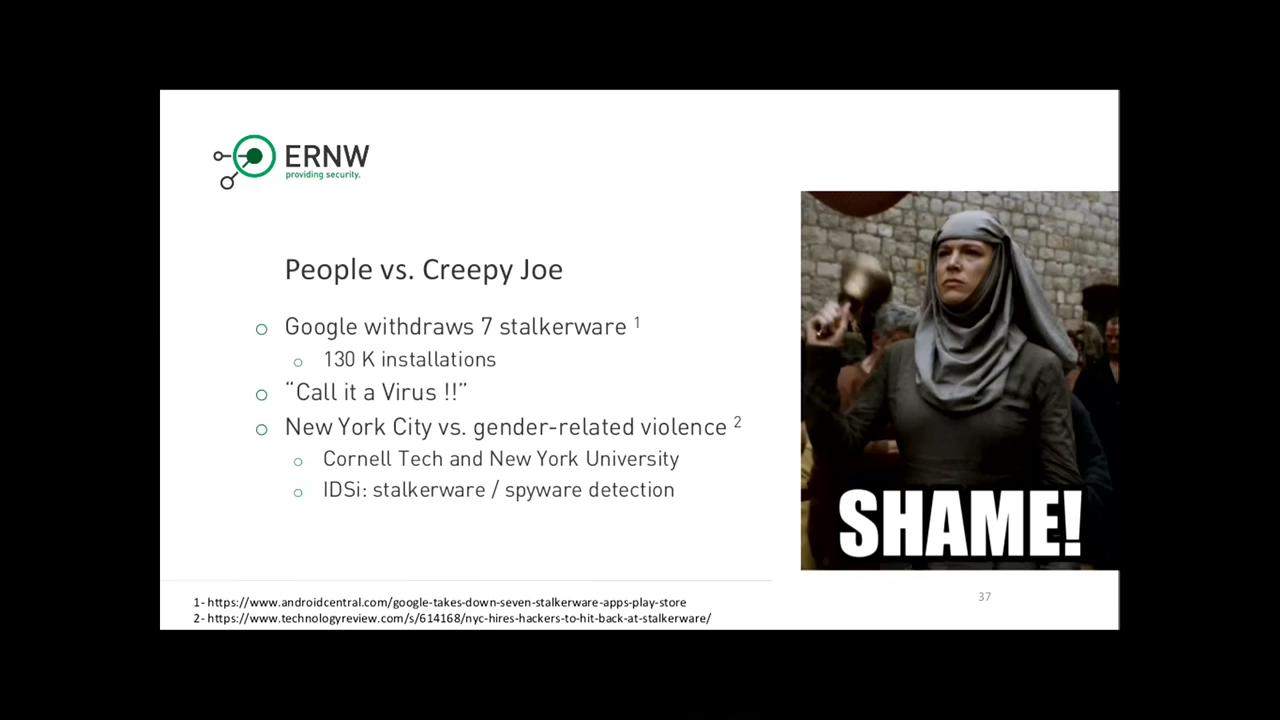 ERNW
providing security.
People vs. Creepy Joe
Google withdraws 7 stalkerware 1
130 K installations
“Call it a Virus !!”
New York City vs. gender-related violence 2
Cornell Tech and New York University
IDSi: stalkerware / spyware detection
SHAME!
1- https://www.androidcentral.com/google-takes-down-seven-stalkerware-apps-play-store
2- https://www.technologyreview.com/s/614168/nyc-hires-hackers-to-hit-back-at-stalkerware/
37